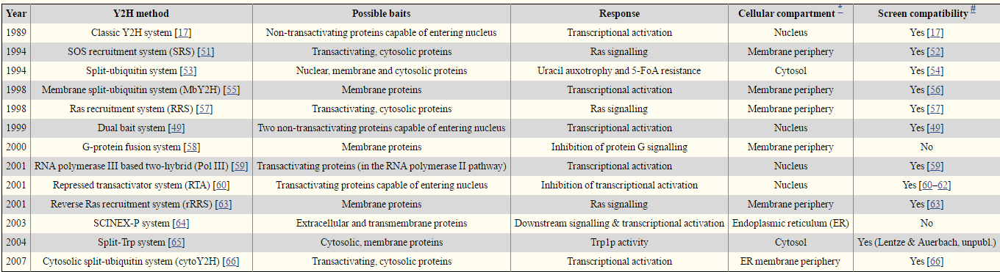 Year Y2H method Possible baits Response Cellular compartment * Screen compatibility #
1989 Classic Y2H system [17] Non-transactivating proteins capable of entering nucleus Transcriptional activation Nucleus Yes [17]
1994 SOS recruitment system (SRS) [51] Transactivating, cytosolic proteins Ras signalling Membrane periphery Yes [52]
1994 Split-ubiquitin system [53] Nuclear, membrane and cytosolic proteins Uracil auxotrophy and 5-FoA resistance Cytosol Yes [54]
1998 Membrane split-ubiquitin system (MbY2H) [55] Membrane proteins Transcriptional activation Membrane periphery Yes [56]
1998 Ras recruitment system (RRS) [57] Transactivating, cytosolic proteins Ras signalling Membrane periphery Yes [57]
1999 Dual bait system [49] Two non-transactivating proteins capable of entering nucleus Transcriptional activation Nucleus Yes [49]
2000 G-protein fusion system [58] Membrane proteins Inhibition of protein G signalling Membrane periphery No
2001 RNA polymerase III based two-hybrid (Pol III) [59] Transactivating proteins (in the RNA polymerase II pathway) Transcriptional activation Nucleus Yes [59]
2001 Repressed transactivator system (RTA) [60] Transactivating proteins capable of entering nucleus Inhibition of transcriptional activation Nucleus Yes [60–62]
2001 Reverse Ras recruitment system (rRRS) [63] Membrane proteins Ras signalling Membrane periphery Yes [63]
2003 SCINEX-P system [64] Extracellular and transmembrane proteins Downstream signalling & transcriptional activation Endoplasmic reticulum (ER) No
2004 Split-Trp system [65] Cytosolic, membrane proteins Trp1p activity Cytosol Yes (Lentze & Auerbach, unpubl.)
2007 Cytosolic split-ubiquitin system (cytoY2H) [66] Transactivating, cytosolic proteins Transcriptional activation ER membrane periphery Yes [66]